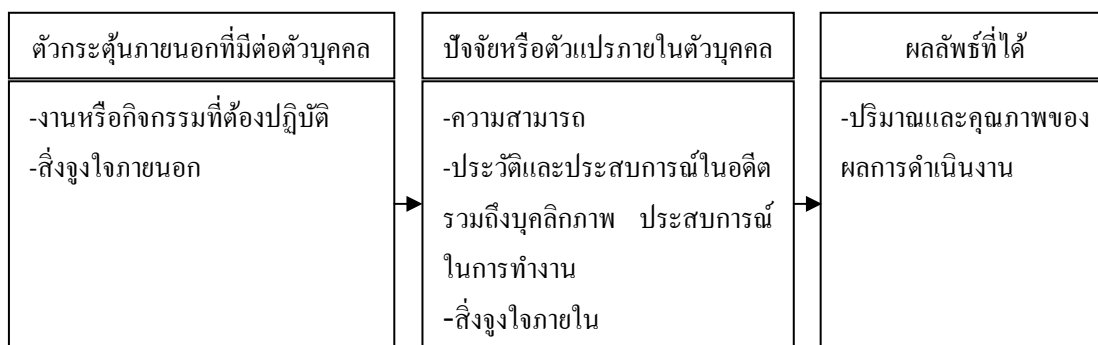 ตัวกระตุ้นภายนอกที่มีต่อตัวบุคคล
-งานหรือกิจกรรมที่ต้องปฏิบัติ
-สิ่งจูงใจภายนอก
ปัจจัยหรือตัวแปรภายในตัวบุคคล
-ความสามารถ
-ประวัติและประสบการณ์ในอดีต
รวมถึงบุคลิกภาพ ประสบการณ์
ในการทำงาน
-สิ่งจูงใจภายใน
ผลลัพธ์ที่ได้
-ปริมาณและคุณภาพของ
ผลการดำเนินงาน